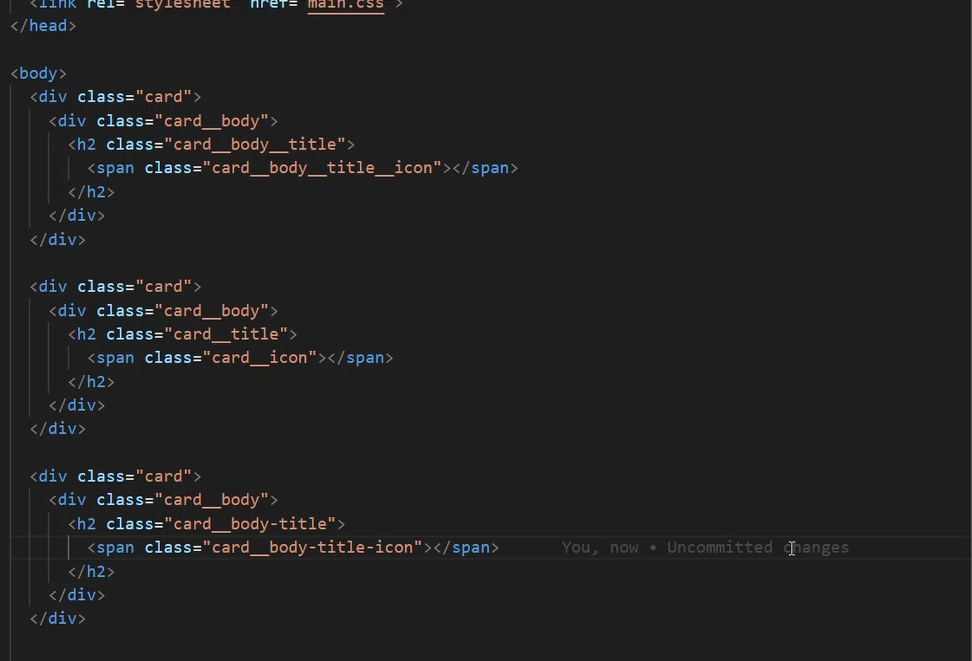 <link rel="stylesheet" href="main.css">
</head>
<body>
<div class="card">
<div class="card__body">
<h2 class="card__body__title">
<span class="card__body__title__icon"></span>
</h2>
</div>
</div>
<div class="card">
<div class="card__body">
<h2 class="card__title">
<span class="card__icon"></span>
</h2>
</div>
</div>
<div class="card">
<div class="card__body">
<h2 class="card__body-title">
<span class="card__body-title-icon"></span> You, now • Uncommitted changes
</h2>
</div>
</div>